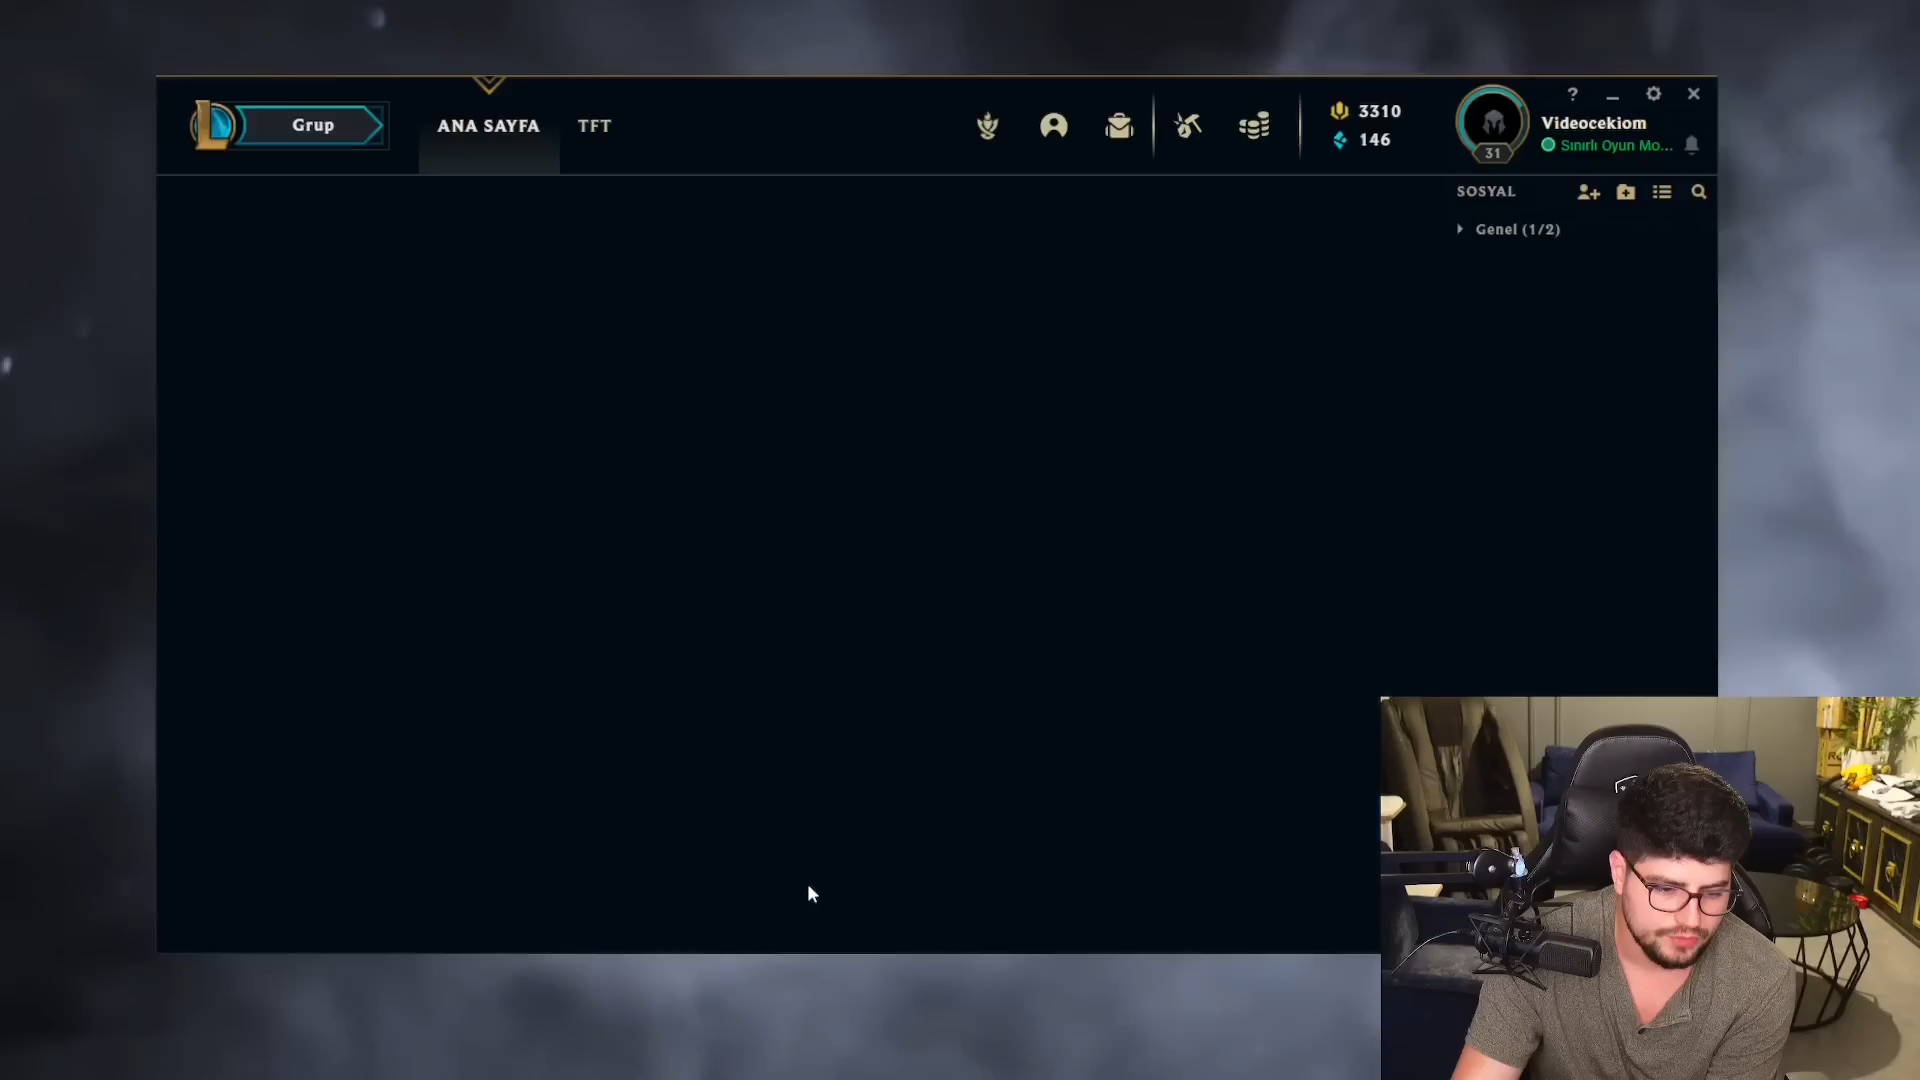 Grup
ANA SAYFA
TFT
3310
146
31
?
Videocekiom
Sınırlı Oyun Mo...
SOSYAL
Genel (1/2)